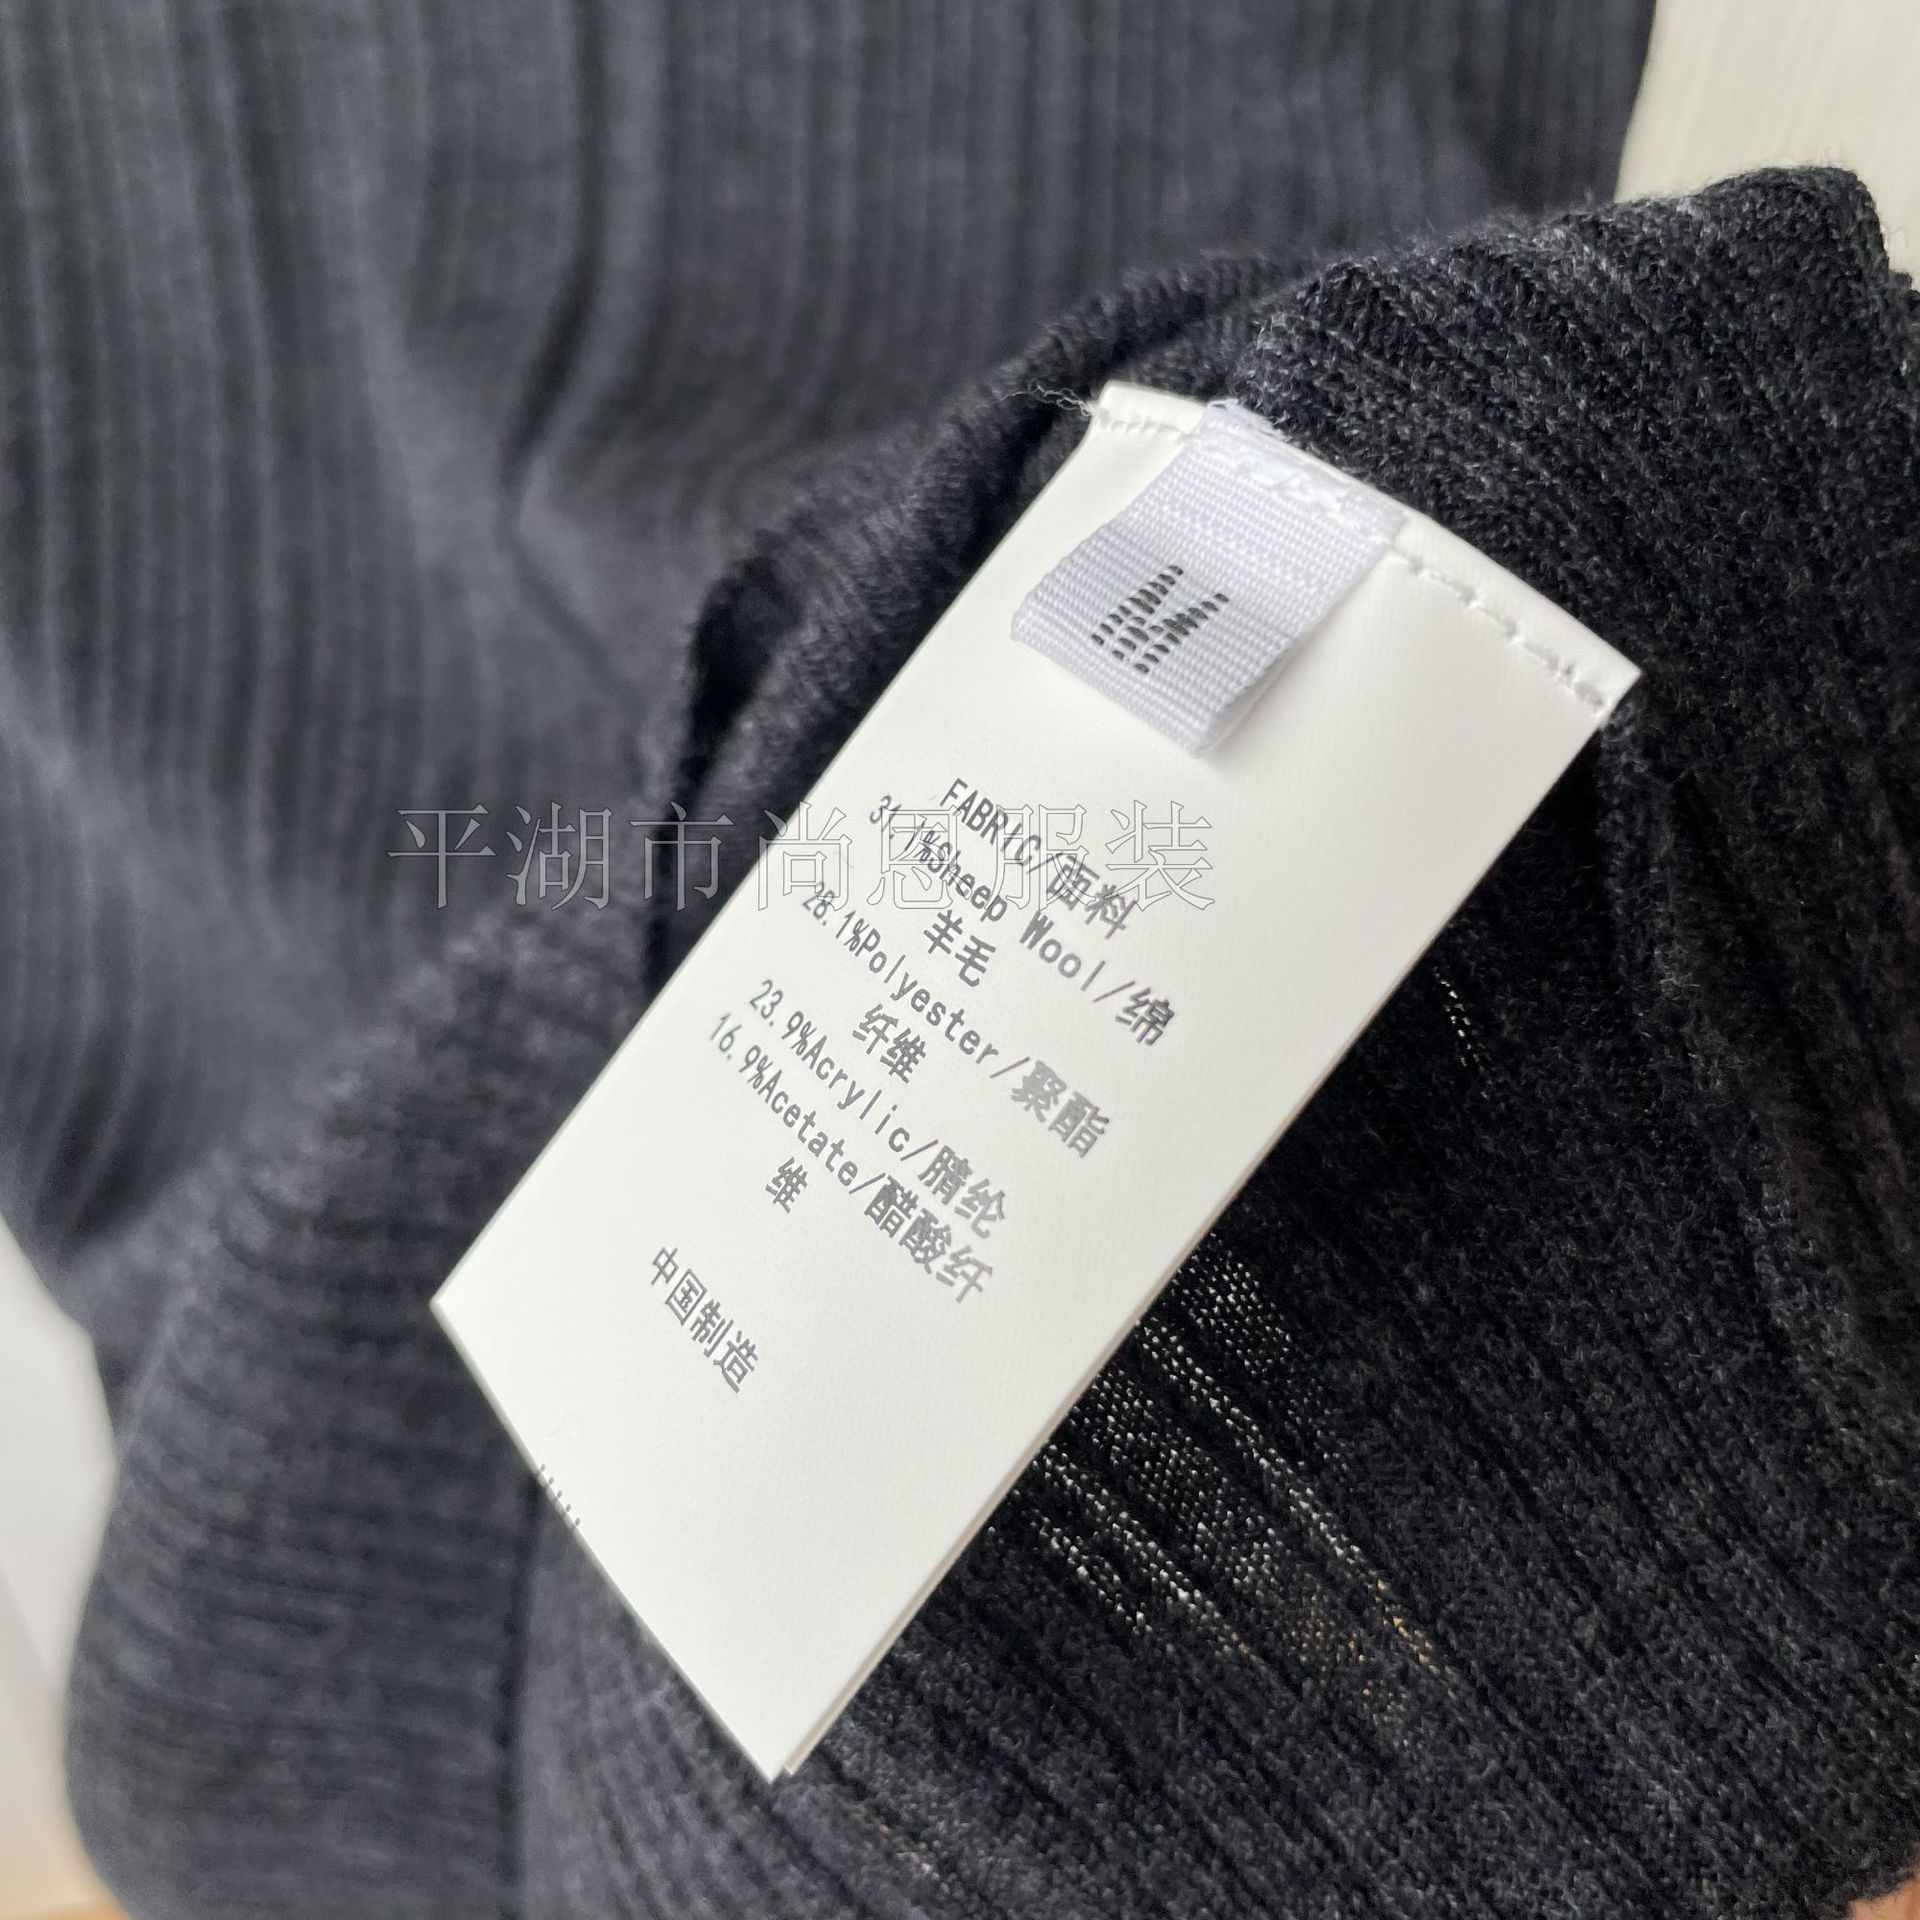 M
FABRIC/面料
31.1%Sheep Wool/绵
羊毛
28.1%Polyester/聚酯
纤维
23.9%Acrylic/腈纶
16.9%Acetate/醋酸纤
维
中国制造
平湖市尚恩服装